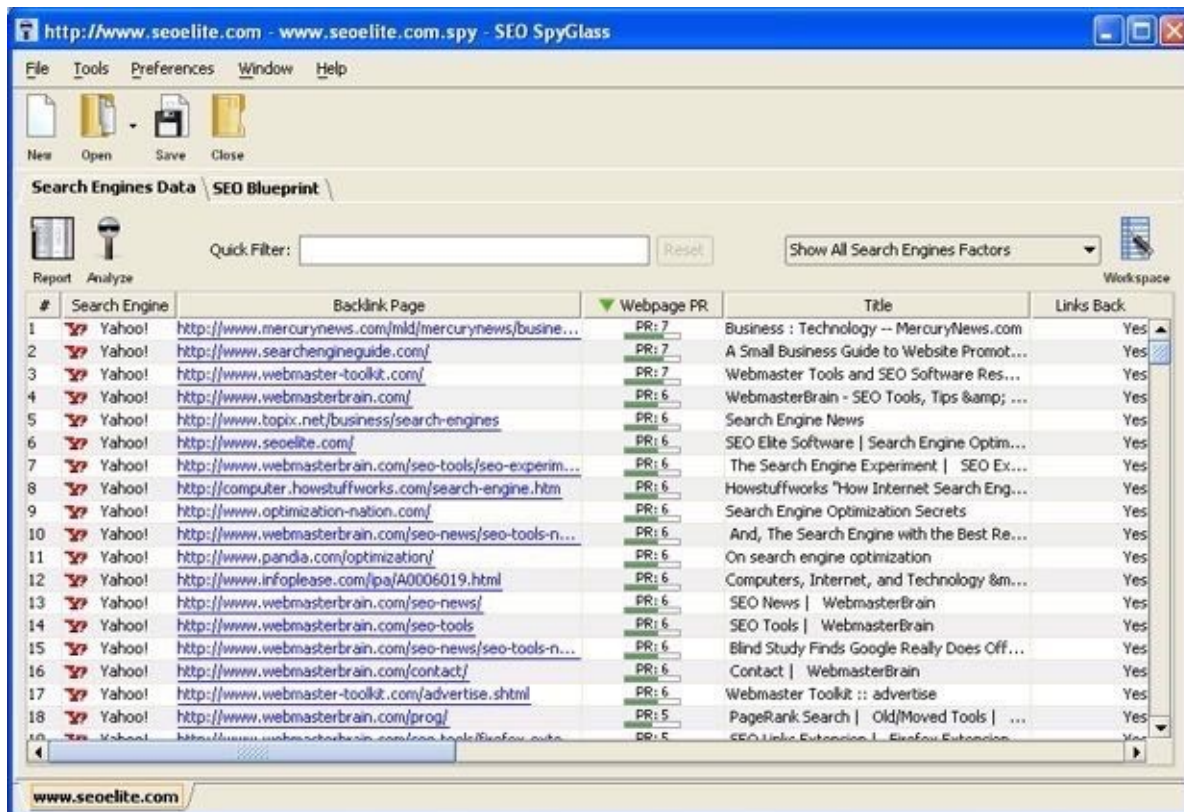 http://www.seoelite.com - www.seoelite.com.spy - SEO SpyGlass
File Tools Preferences Window Help
New Open Save Close
Search Engines Data SEO Blueprint
Quick Filter: Reset Show All Search Engines Factors
Report Analyze Workspace
# Search Engine Backlink Page Webpage PR Title Links Back
1 Yahoo! http://www.mercurynews.com/mld/mercurynews/busine... PR: 7 Business : Technology -- MercuryNews.com Yes
2 Yahoo! http://www.searchengineguide.com/ PR: 7 A Small Business Guide to Website Promot... Yes
3 Yahoo! http://www.webmaster-toolkit.com/ PR: 7 Webmaster Tools and SEO Software Res... Yes
4 Yahoo! http://www.webmasterbrain.com/ PR: 6 WebmasterBrain - SEO Tools, Tips &amp; ... Yes
5 Yahoo! http://www.topix.net/business/search-engines PR: 6 Search Engine News Yes
6 Yahoo! http://www.seoelite.com/ PR: 6 SEO Elite Software | Search Engine Optim... Yes
7 Yahoo! http://www.webmasterbrain.com/seo-tools/seo-experim... PR: 6 The Search Engine Experiment | SEO Ex... Yes
8 Yahoo! http://computer.howstuffworks.com/search-engine.htm PR: 6 Howstuffworks "How Internet Search Eng... Yes
9 Yahoo! http://www.optimization-nation.com/ PR: 6 Search Engine Optimization Secrets Yes
10 Yahoo! http://www.webmasterbrain.com/seo-news/seo-tools-n... PR: 6 And, The Search Engine with the Best Re... Yes
11 Yahoo! http://www.pandia.com/optimization/ PR: 6 On search engine optimization Yes
12 Yahoo! http://www.infoplease.com/ipa/A0006019.html PR: 6 Computers, Internet, and Technology &m... Yes
13 Yahoo! http://www.webmasterbrain.com/seo-news/ PR: 6 SEO News | WebmasterBrain Yes
14 Yahoo! http://www.webmasterbrain.com/seo-tools PR: 6 SEO Tools | WebmasterBrain Yes
15 Yahoo! http://www.webmasterbrain.com/seo-news/seo-tools-n... PR: 6 Blind Study Finds Google Really Does Off... Yes
16 Yahoo! http://www.webmasterbrain.com/contact/ PR: 6 Contact | WebmasterBrain Yes
17 Yahoo! http://www.webmaster-toolkit.com/advertise.shtml PR: 6 Webmaster Toolkit :: advertise Yes
18 Yahoo! http://www.webmasterbrain.com/prog/ PR: 5 PageRank Search | Old/Moved Tools | ... Yes
www.seoelite.com